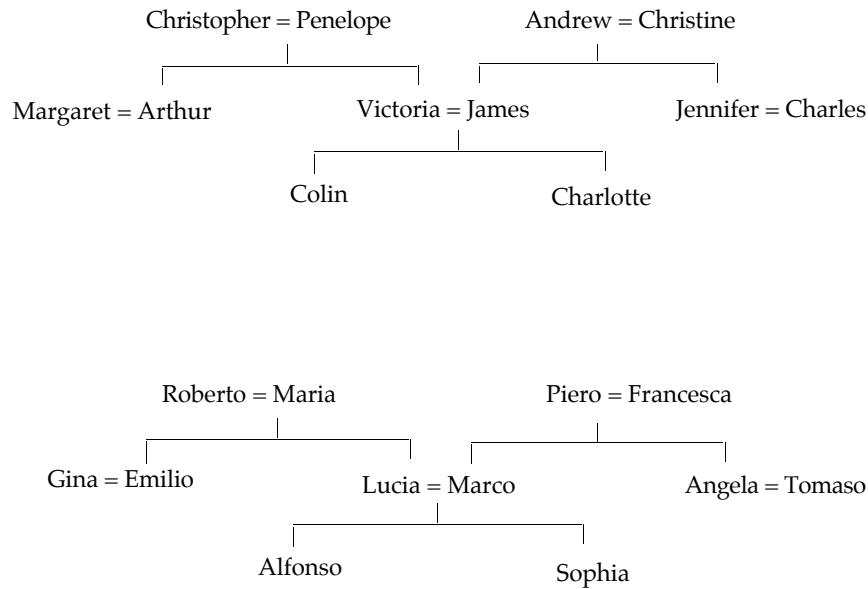 Christopher = Penelope Andrew = Christine
Margaret = Arthur Victoria = James Jennifer = Charles
Colin Charlotte
Roberto = Maria Piero = Francesca
Gina = Emilio Lucia = Marco Angela = Tomaso
Alfonso Sophia